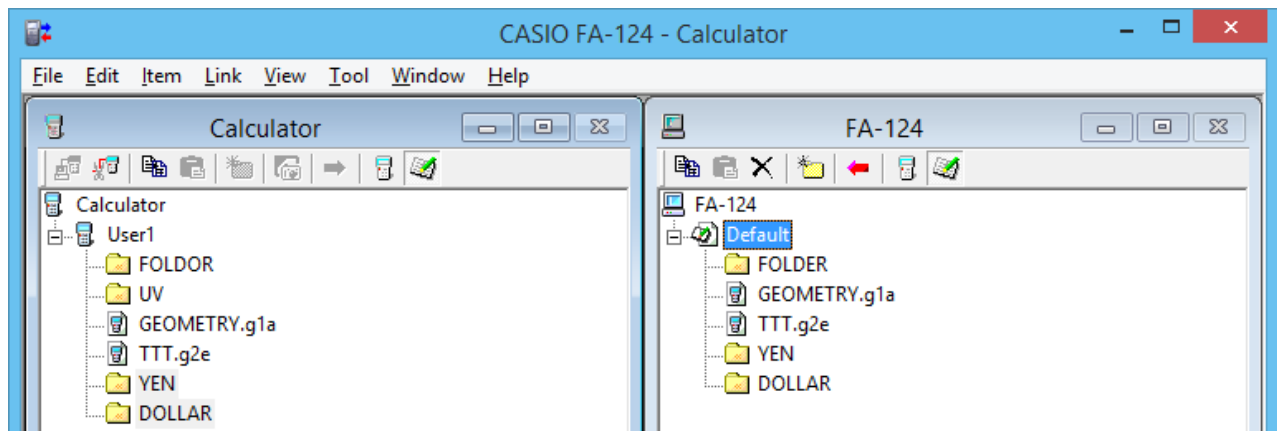 CASIO FA-124 - Calculator
File Edit Item Link View Tool Window Help
Calculator
Calculator
User1
FOLDOR
UV
GEOMETRY.g1a
TTT.g2e
YEN
DOLLAR
FA-124
FA-124
Default
FOLDER
GEOMETRY.g1a
TTT.g2e
YEN
DOLLAR